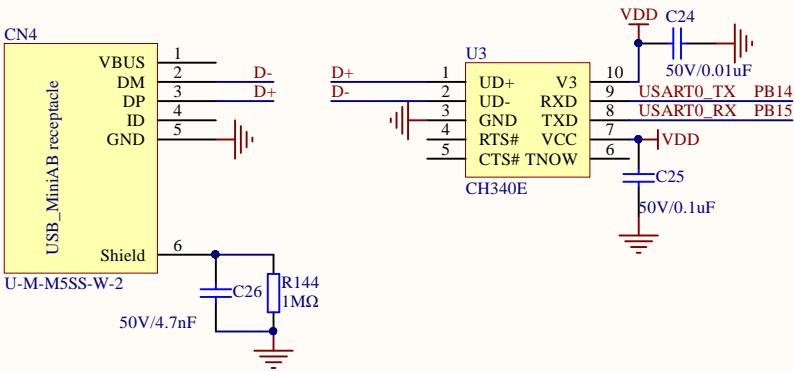 CN4
VBUS 1
DM 2 D-
DP 3 D+
ID 4
GND 5
USB_MiniAB receptacle
Shield 6
U-M-M5SS-W-2
C26
50V/4.7nF
R144
1MΩ
U3
D+ 1 UD+ V3 10
D- 2 UD- RXD 9 USART0_TX PB14
3 GND TXD 8 USART0_RX PB15
4 RTS# VCC 7 VDD
5 CTS# TNOW 6
CH340E
VDD
C24
50V/0.01uF
C25
50V/0.1uF